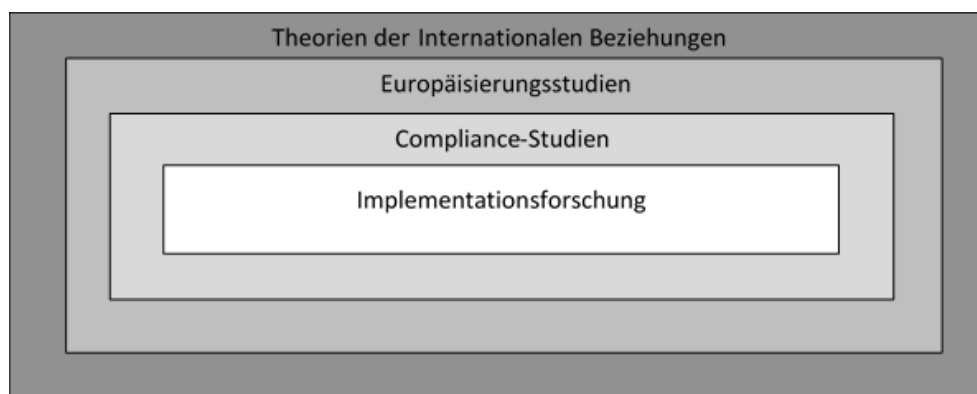 Theorien der Internationalen Beziehungen
Europäisierungsstudien
Compliance-Studien
Implementationsforschung